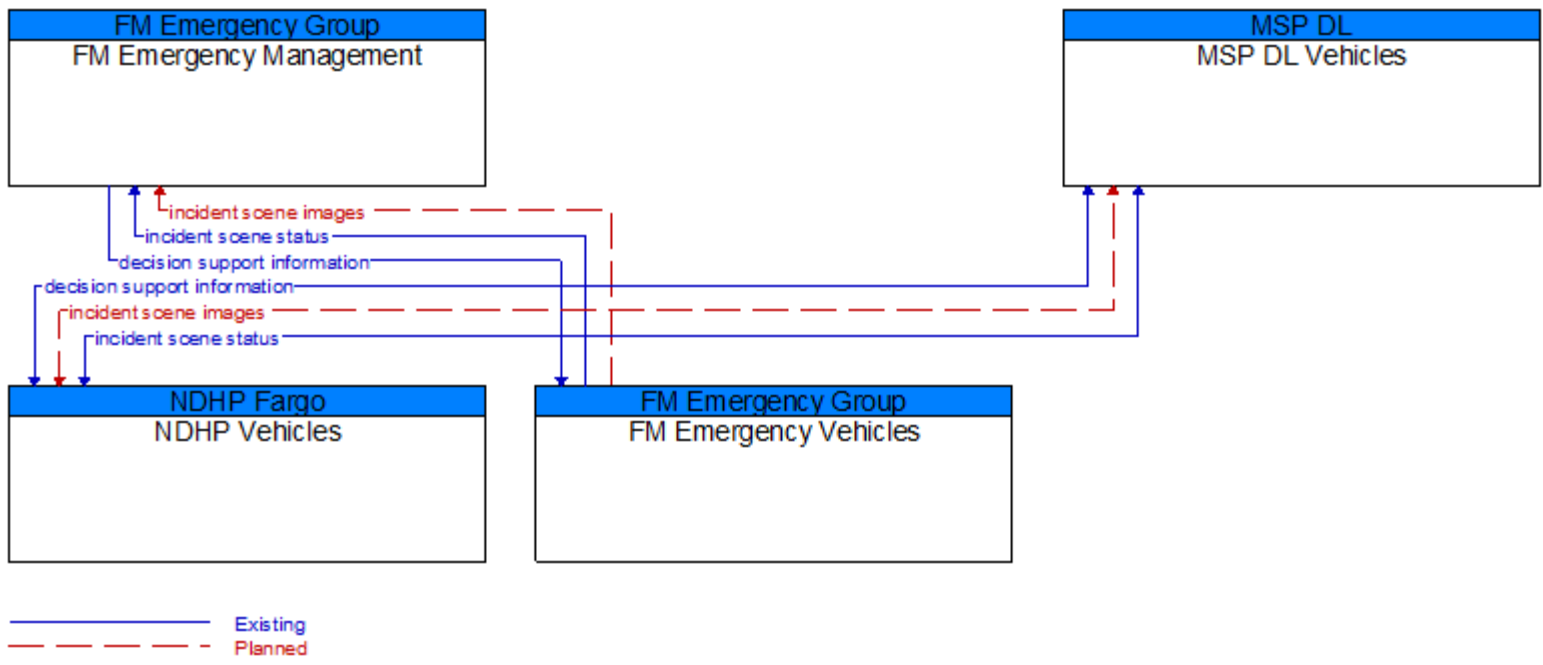 FM Emergency Group
FM Emergency Management
MSP DL
MSP DL Vehicles
incident scene images
incident scene status
decision support information
decision support information
incident scene images
incident scene status
NDHP Fargo
NDHP Vehicles
FM Emergency Group
FM Emergency Vehicles
Existing
Planned